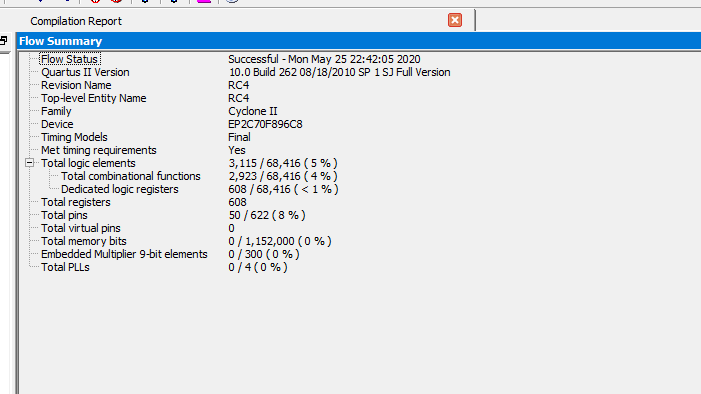 Compilation Report
Flow Summary
Flow Status Successful - Mon May 25 22:42:05 2020
Quartus II Version 10.0 Build 262 08/18/2010 SP 1 SJ Full Version
Revision Name RC4
Top-level Entity Name RC4
Family Cyclone II
Device EP2C70F896C8
Timing Models Final
Met timing requirements Yes
Total logic elements 3,115 / 68,416 ( 5 % )
Total combinational functions 2,923 / 68,416 ( 4 % )
Dedicated logic registers 608 / 68,416 ( < 1 % )
Total registers 608
Total pins 50 / 622 ( 8 % )
Total virtual pins 0
Total memory bits 0 / 1,152,000 ( 0 % )
Embedded Multiplier 9-bit elements 0 / 300 ( 0 % )
Total PLLs 0 / 4 ( 0 % )